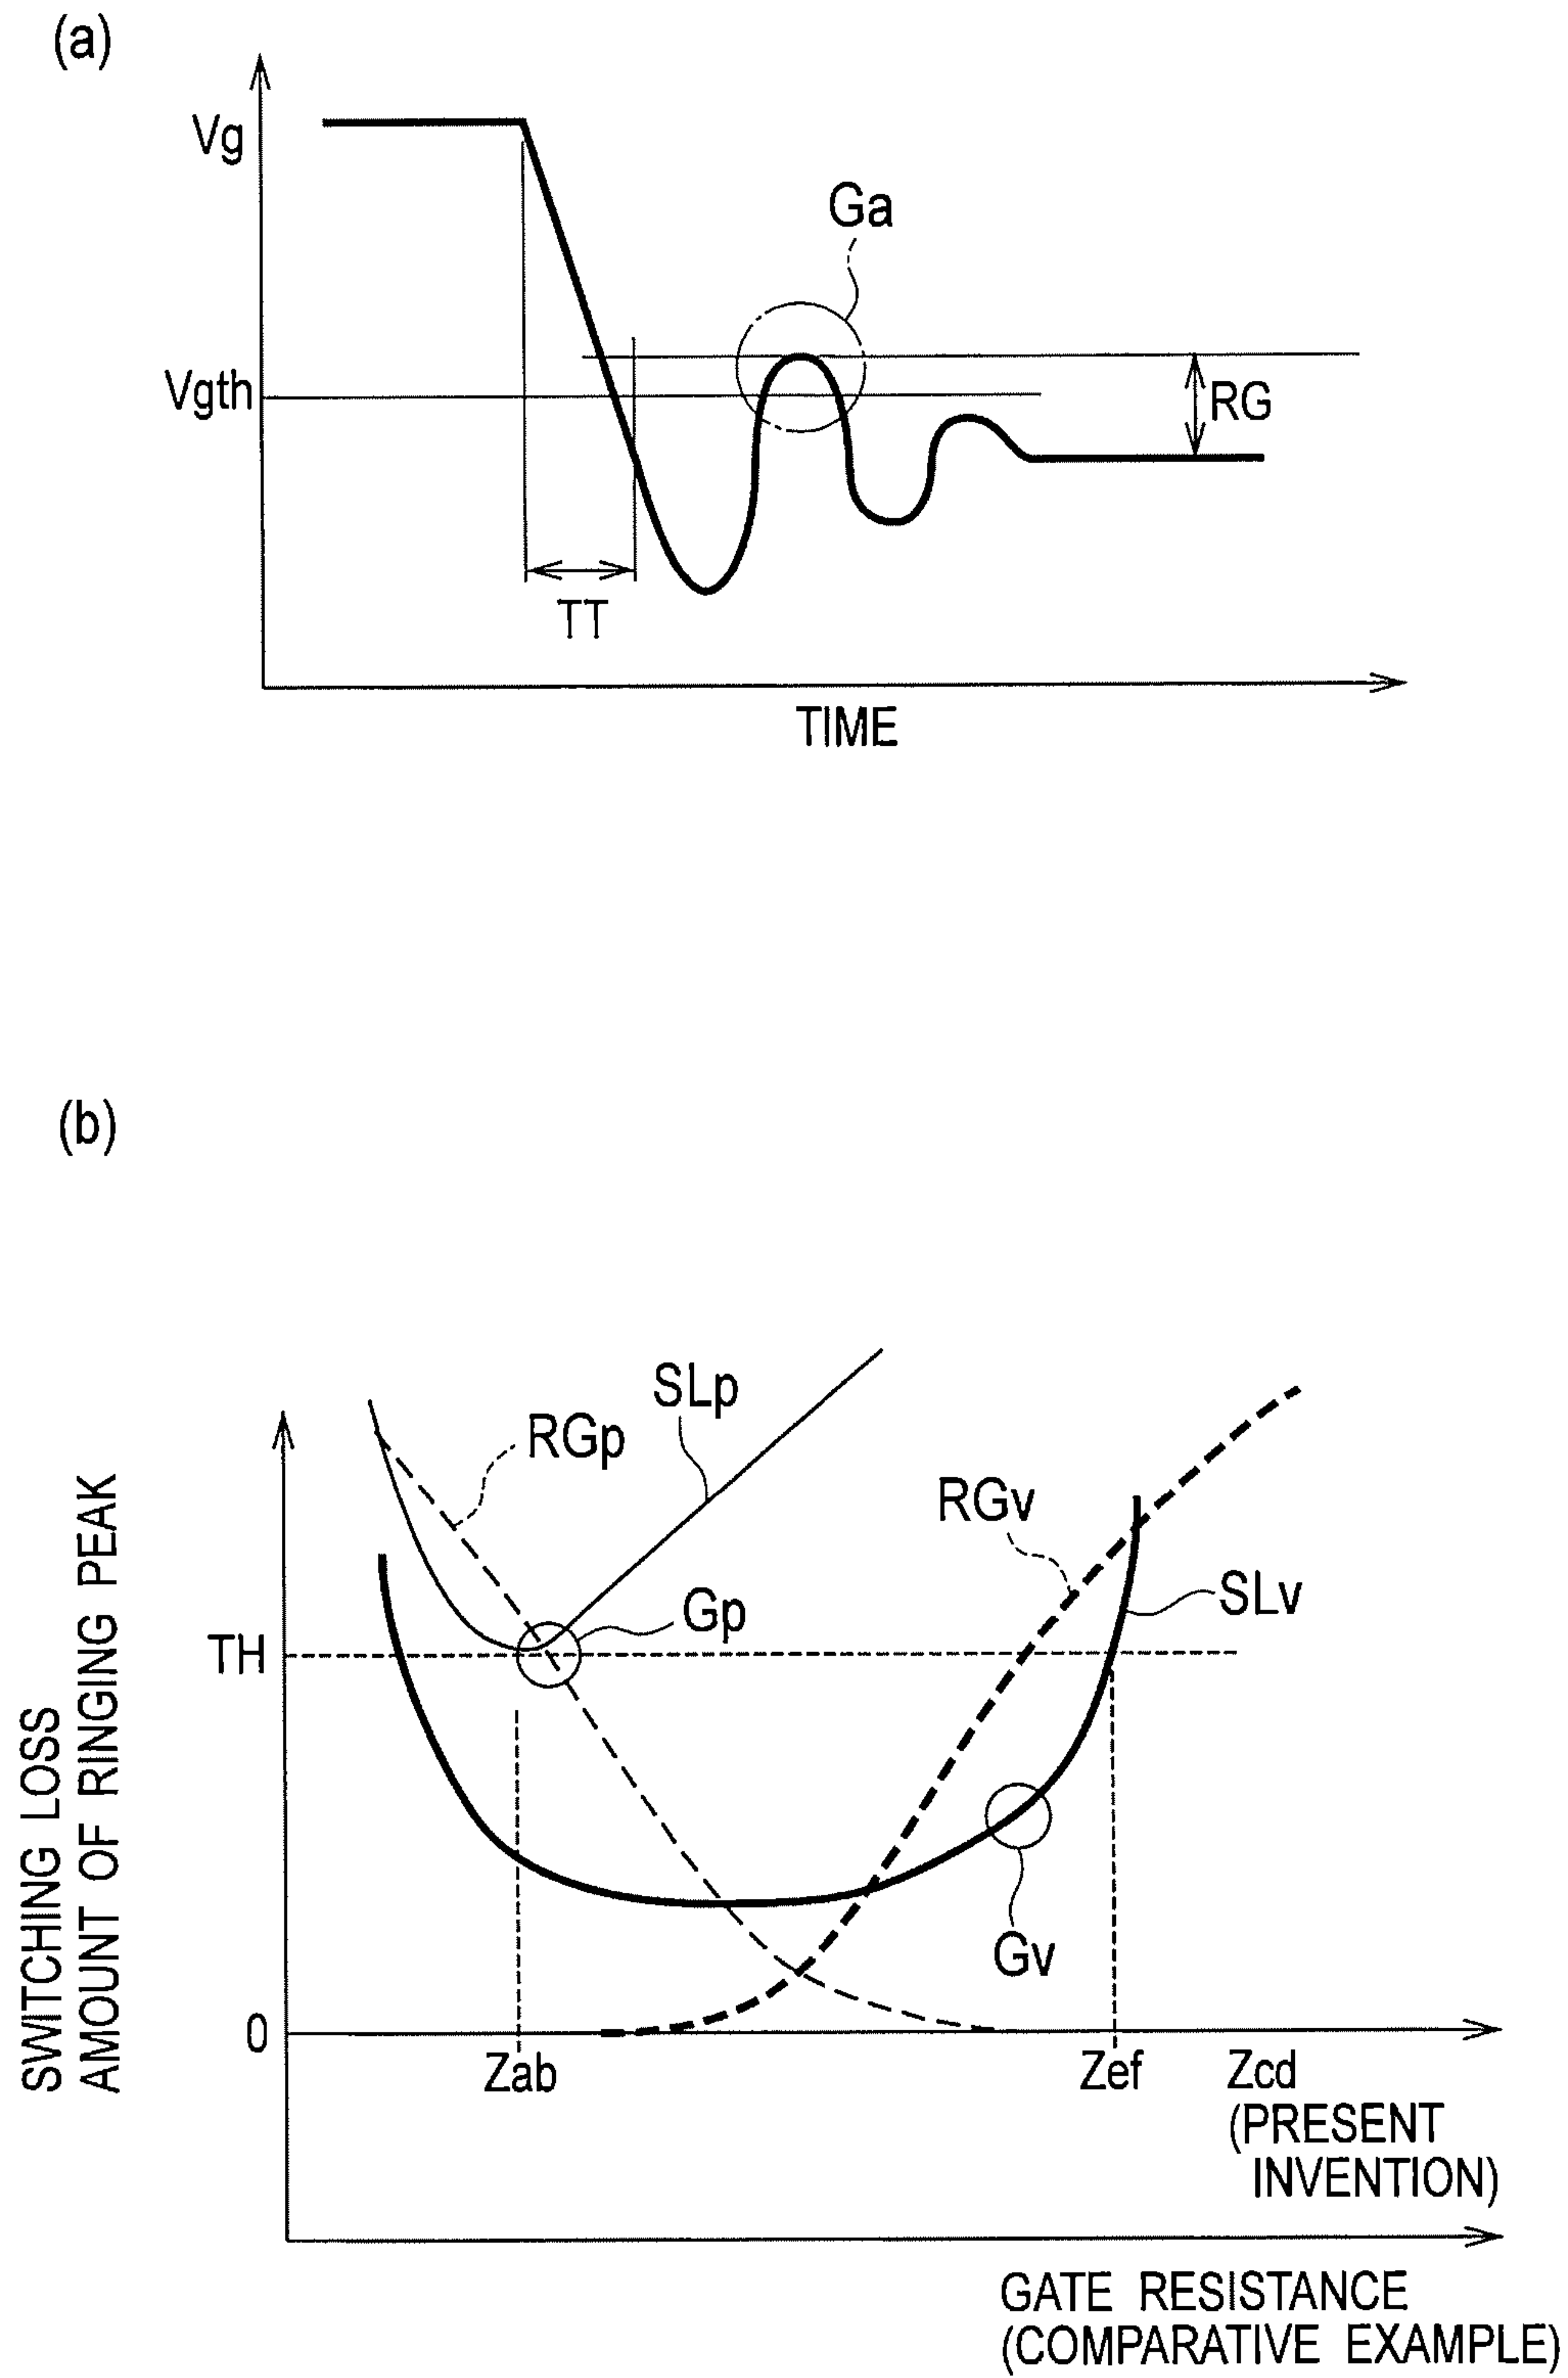 (a)
Vg
Ga
Vgth
RG
TT
TIME
(b)
SLp
RGp
RGv
Gp
SLv
TH
Gv
SWITCHING LOSS
AMOUNT OF RINGING PEAK
0
Zab
Zef
Zcd
(PRESENT
INVENTION)
GATE RESISTANCE
(COMPARATIVE EXAMPLE)